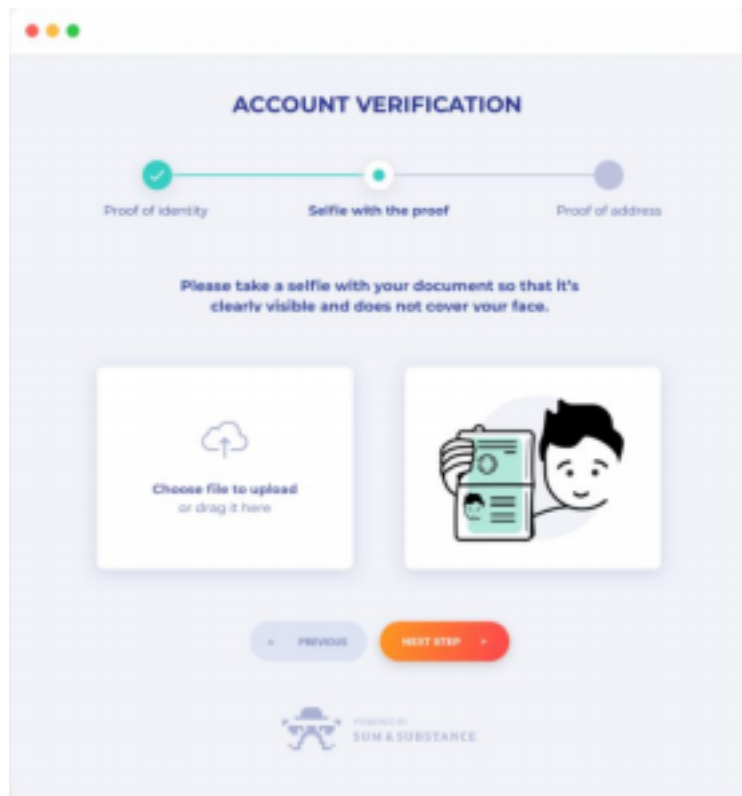 ACCOUNT VERIFICATION
Proof of identity
Selfie with the proof
Proof of address
Please take a selfie with your document so that it's
clearly visible and does not cover your face.
Choose file to upload
or drag it here
PREVIOUS
NEXT STEP
POWERED BY
SUM & SUBSTANCE